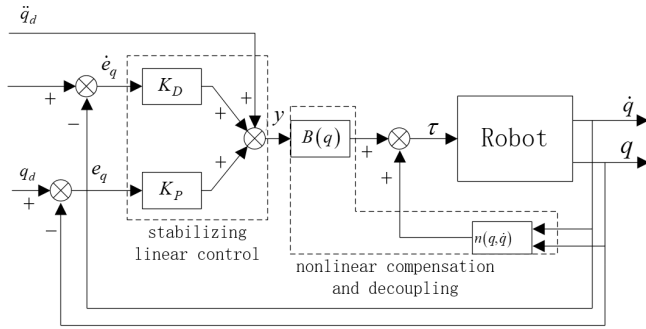 q̈_d
ė_q
K_D
+
−
+
+
y
B(q)
+
τ
Robot
q̇
q
q_d
e_q
+
−
K_P
+
+
n(q,q̇)
stabilizing
linear control
nonlinear compensation
and decoupling